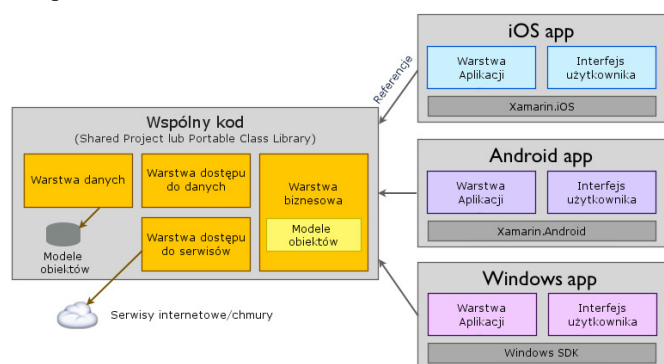 iOS app
Warstwa
Aplikacji
Interfejs
użytkownika
Xamarin.iOS
Referencje
Wspólny kod
(Shared Project lub Portable Class Library)
Warstwa danych
Warstwa dostępu
do danych
Warstwa
biznesowa
Modele
obiektów
Warstwa dostępu
do serwisów
Modele
obiektów
Serwisy internetowe/chmury
Android app
Warstwa
Aplikacji
Interfejs
użytkownika
Xamarin.Android
Windows app
Warstwa
Aplikacji
Interfejs
użytkownika
Windows SDK